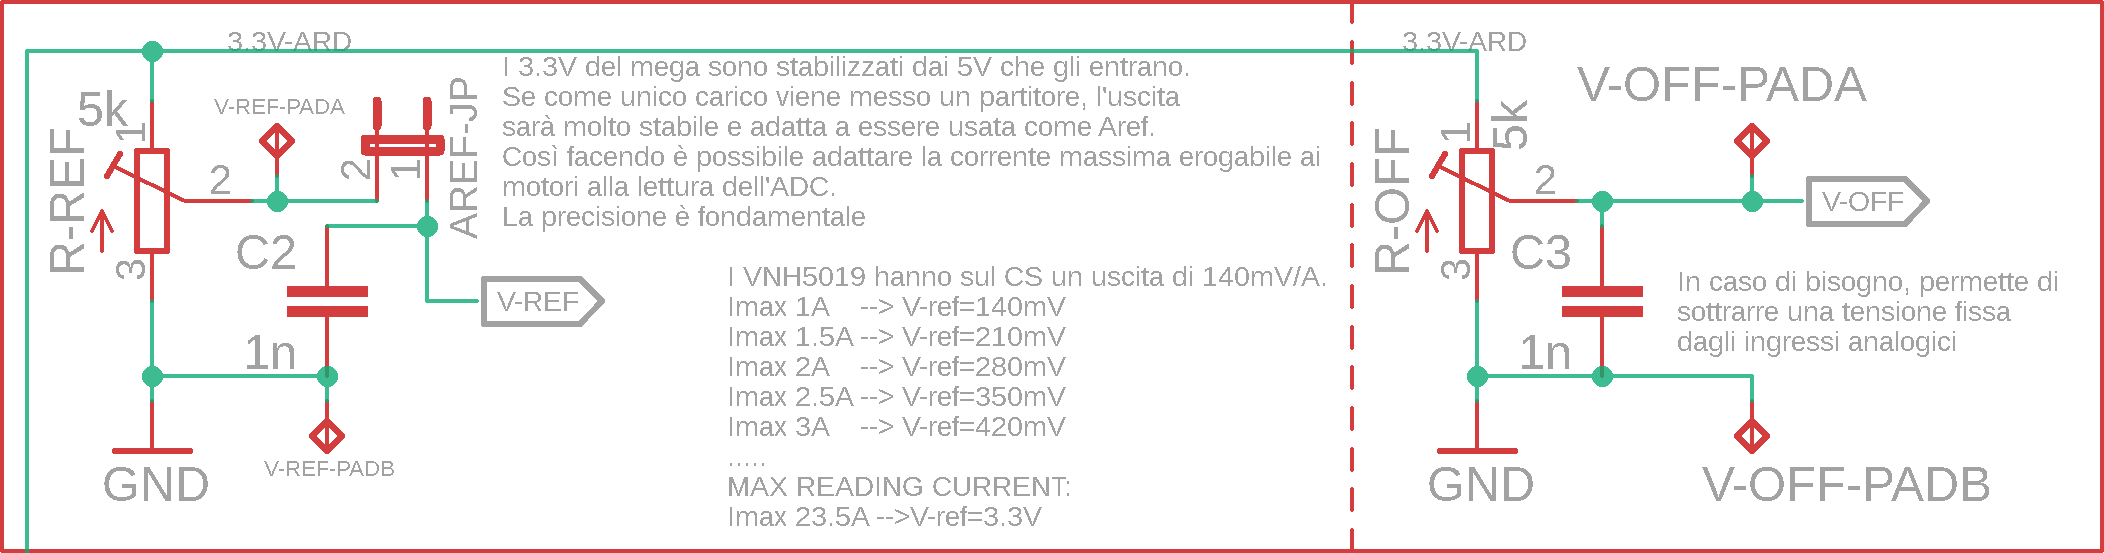 3.3V-ARD
I 3.3V del mega sono stabilizzati dai 5V che gli entrano.
Se come unico carico viene messo un partitore, l'uscita
sarà molto stabile e adatta a essere usata come Aref.
Così facendo è possibile adattare la corrente massima erogabile ai
motori alla lettura dell'ADC.
La precisione è fondamentale
5k
R-REF
1
2
3
V-REF-PADA
2
1
AREF-JP
C2
1n
V-REF
GND
V-REF-PADB
I VNH5019 hanno sul CS un uscita di 140mV/A.
Imax 1A --> V-ref=140mV
Imax 1.5A --> V-ref=210mV
Imax 2A --> V-ref=280mV
Imax 2.5A --> V-ref=350mV
Imax 3A --> V-ref=420mV
.....
MAX READING CURRENT:
Imax 23.5A -->V-ref=3.3V
3.3V-ARD
V-OFF-PADA
5k
R-OFF
1
2
3
V-OFF
C3
1n
In caso di bisogno, permette di
sottrarre una tensione fissa
dagli ingressi analogici
GND
V-OFF-PADB